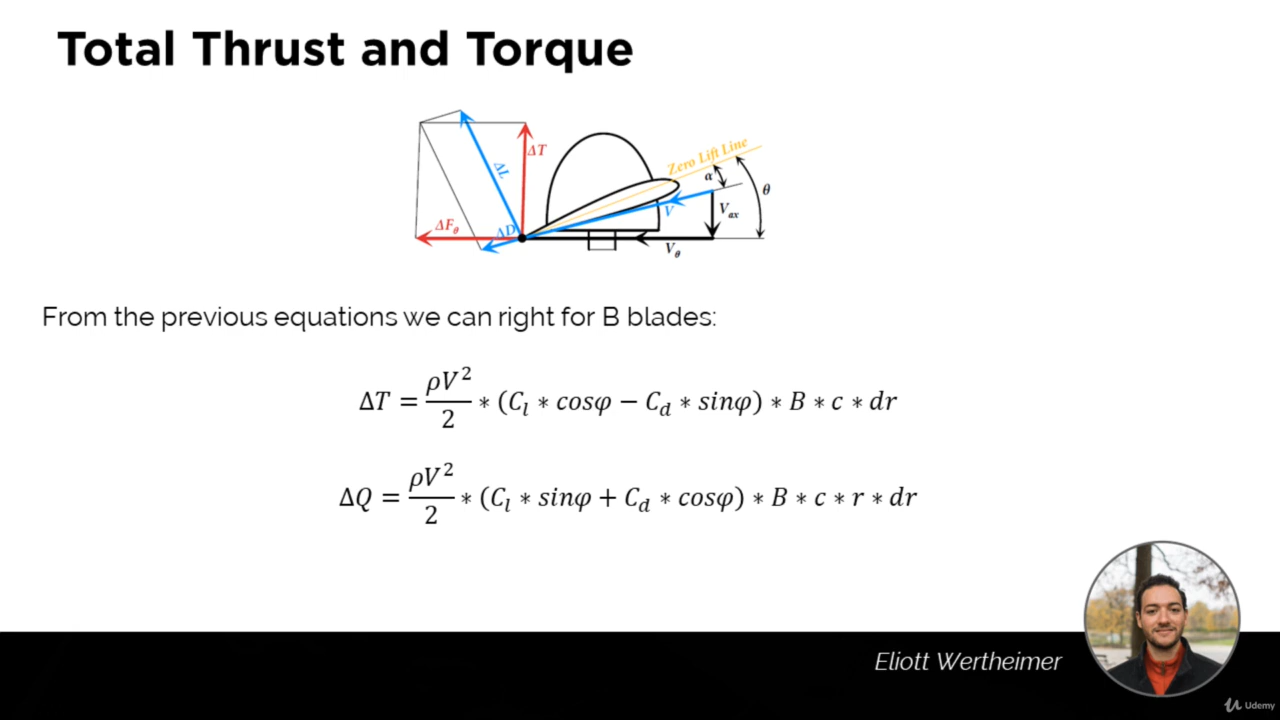 Total Thrust and Torque
ΔL
ΔT
Zero Lift Line
α
θ
V
V_ax
ΔF_θ
ΔD
V_θ
From the previous equations we can right for B blades:
ΔT = ρV²/2 * (C_l * cosφ − C_d * sinφ) * B * c * dr
ΔQ = ρV²/2 * (C_l * sinφ + C_d * cosφ) * B * c * r * dr
Eliott Wertheimer
Udemy